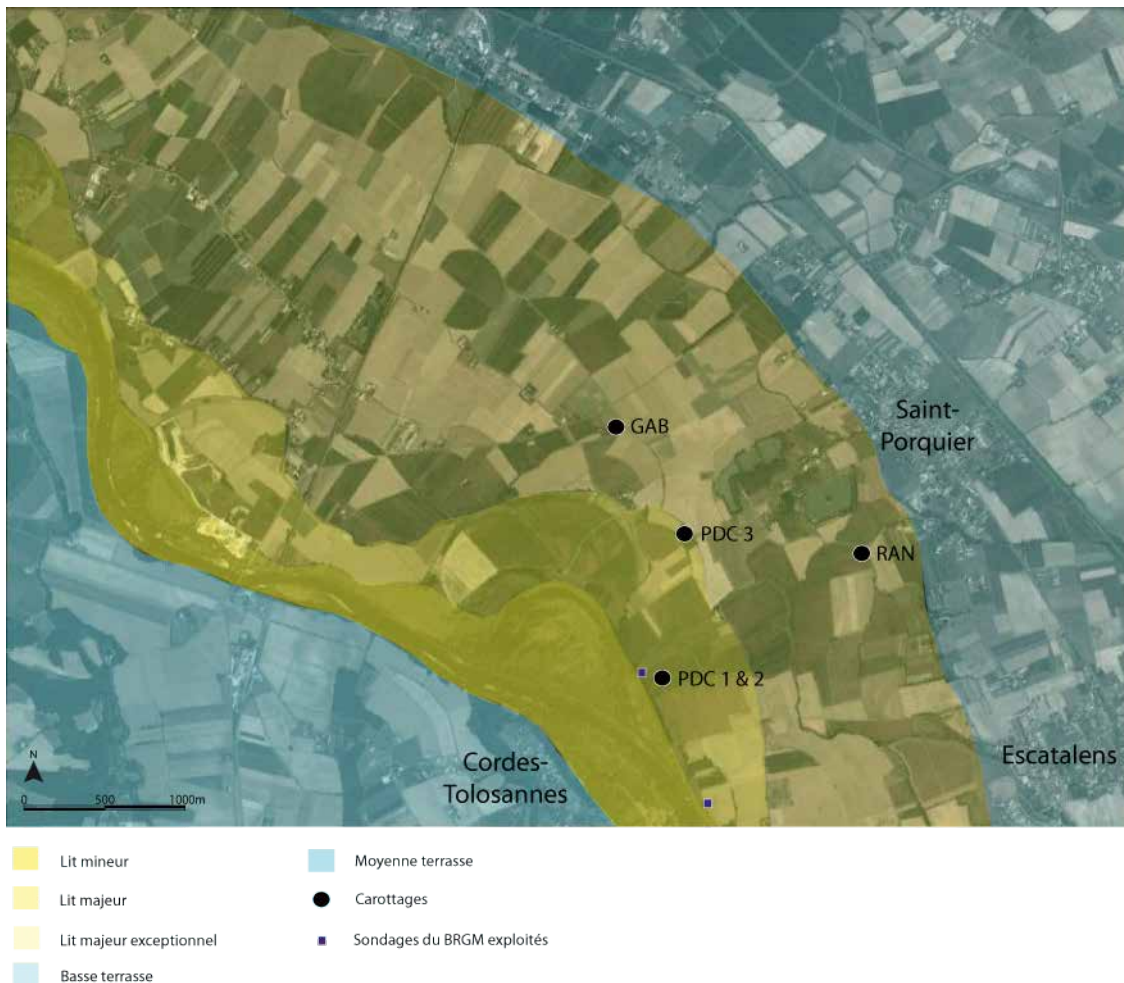 Saint-
Porquier
GAB
PDC 3
RAN
PDC 1 & 2
Escatalens
Cordes-
Tolosannes
N
0 500 1000m
Lit mineur
Moyenne terrasse
Lit majeur
Carottages
Lit majeur exceptionnel
Sondages du BRGM exploités
Basse terrasse